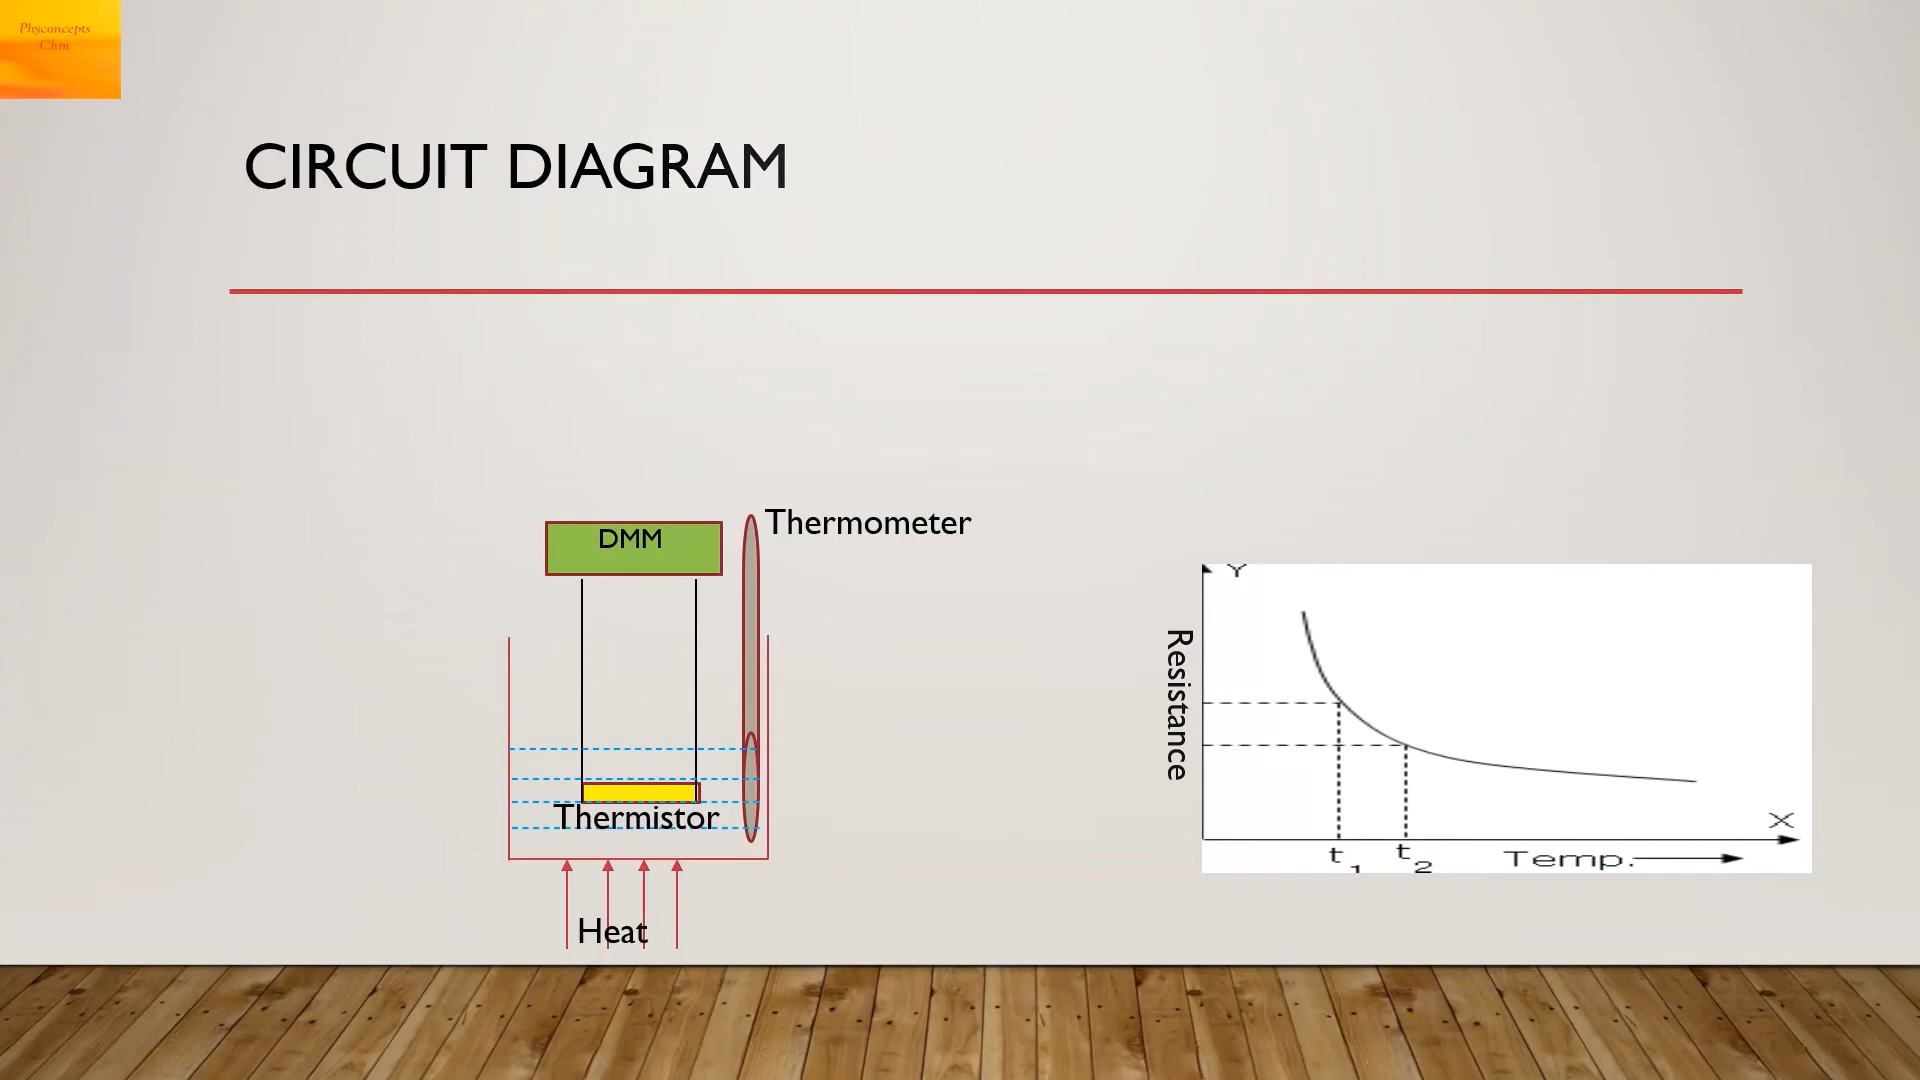 Phyconcepts
Chm
CIRCUIT DIAGRAM
DMM
Thermometer
Thermistor
Heat
Y
Resistance
X
t1
t2
Temp.